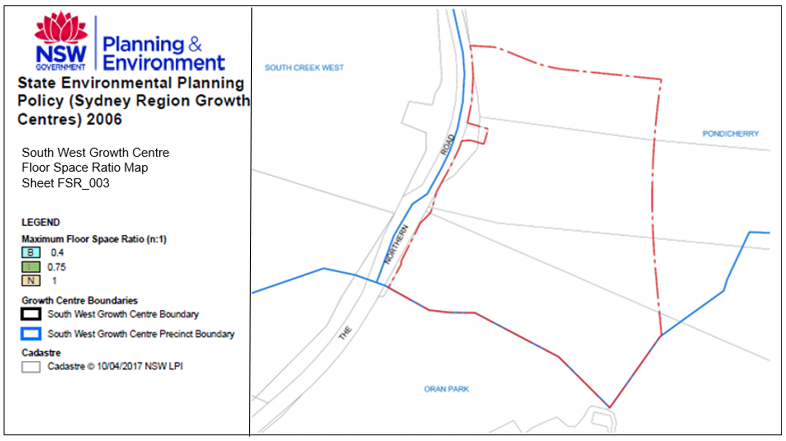 NSW
GOVERNMENT
Planning &
Environment
State Environmental Planning
Policy (Sydney Region Growth
Centres) 2006
South West Growth Centre
Floor Space Ratio Map
Sheet FSR_003
LEGEND
Maximum Floor Space Ratio (n:1)
B 0.4
I 0.75
N 1
Growth Centre Boundaries
South West Growth Centre Boundary
South West Growth Centre Precinct Boundary
Cadastre
Cadastre © 10/04/2017 NSW LPI
SOUTH CREEK WEST
PONDICHERRY
THE
NORTHERN
ROAD
ORAN PARK